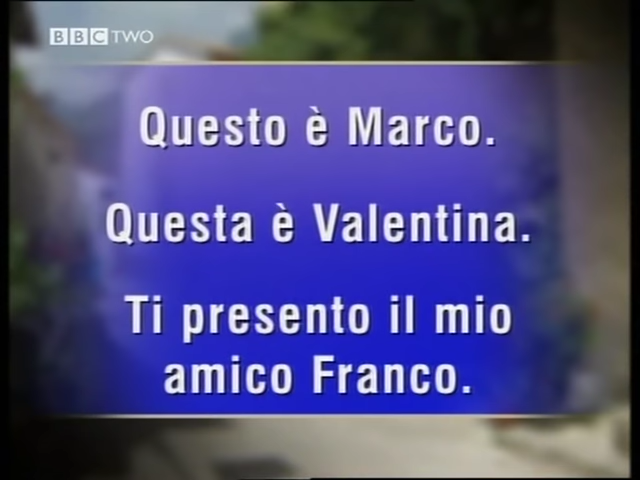 BBC TWO
Questo è Marco.
Questa è Valentina.
Ti presento il mio
amico Franco.